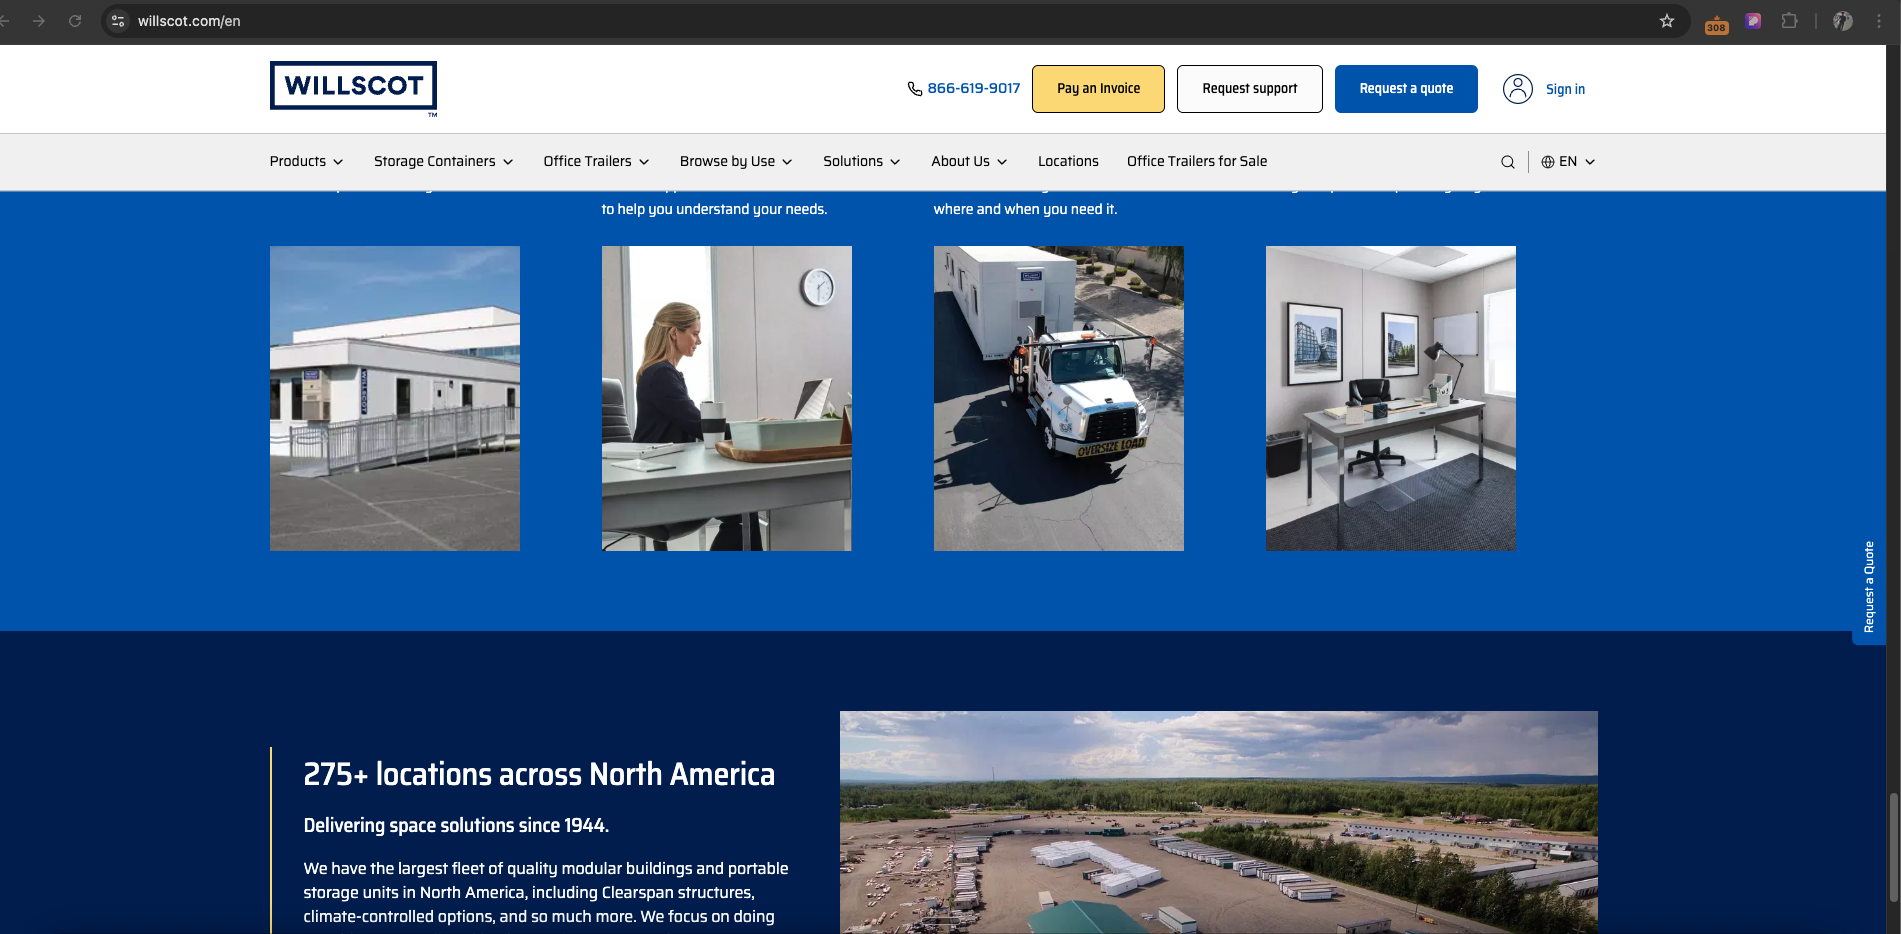 willscot.com/en
308
WILLSCOT
TM
866-619-9017
Pay an Invoice
Request support
Request a quote
Sign in
Products
Storage Containers
Office Trailers
Browse by Use
Solutions
About Us
Locations
Office Trailers for Sale
EN
to help you understand your needs.
where and when you need it.
WILLSCOT
OVERSIZE LOAD
Request a Quote
275+ locations across North America
Delivering space solutions since 1944.
We have the largest fleet of quality modular buildings and portable
storage units in North America, including Clearspan structures,
climate-controlled options, and so much more. We focus on doing